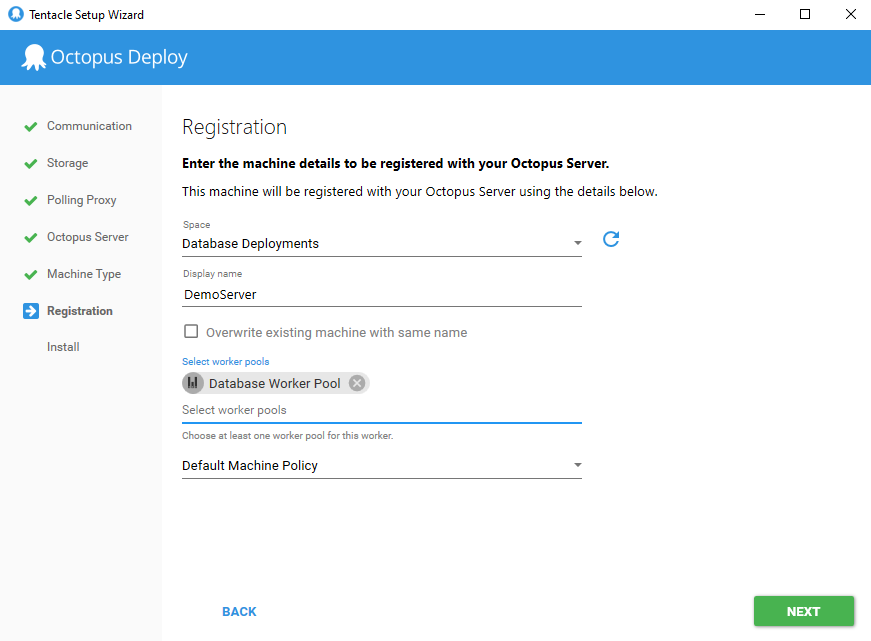 Tentacle Setup Wizard
Octopus Deploy
Communication
Storage
Polling Proxy
Octopus Server
Machine Type
Registration
Install
Registration
Enter the machine details to be registered with your Octopus Server.
This machine will be registered with your Octopus Server using the details below.
Space
Database Deployments
Display name
DemoServer
Overwrite existing machine with same name
Select worker pools
Database Worker Pool
Select worker pools
Choose at least one worker pool for this worker.
Default Machine Policy
BACK
NEXT